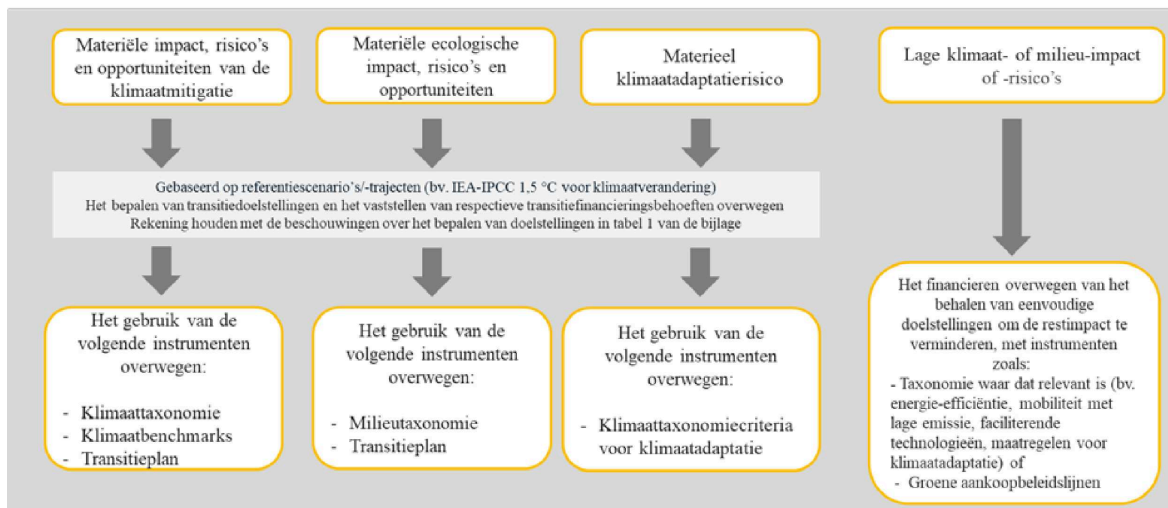 Materiële impact, risico’s
en opportuniteiten van de
klimaatmitigatie
Materiële ecologische
impact, risico’s en
opportuniteiten
Materieel
klimaatadaptatierisico
Lage klimaat- of milieu-impact
of -risico’s
Gebaseerd op referentiescenario’s/-trajecten (bv. IEA-IPCC 1,5 °C voor klimaatverandering)
Het bepalen van transitiedoelstellingen en het vaststellen van respectieve transitiefinancieringsbehoeften overwegen
Rekening houden met de beschouwingen over het bepalen van doelstellingen in tabel 1 van de bijlage
Het gebruik van de
volgende instrumenten
overwegen:
- Klimaattaxonomie
- Klimaatbenchmarks
- Transitieplan
Het gebruik van de
volgende instrumenten
overwegen:
- Milieutaxonomie
- Transitieplan
Het gebruik van de
volgende instrumenten
overwegen:
- Klimaattaxonomiecriteria
voor klimaatadaptatie
Het financieren overwegen van het
behalen van eenvoudige
doelstellingen om de restimpact te
verminderen, met instrumenten
zoals:
- Taxonomie waar dat relevant is (bv.
energie-efficiëntie, mobiliteit met
lage emissie, faciliterende
technologieën, maatregelen voor
klimaatadaptatie) of
- Groene aankoopbeleidslijnen